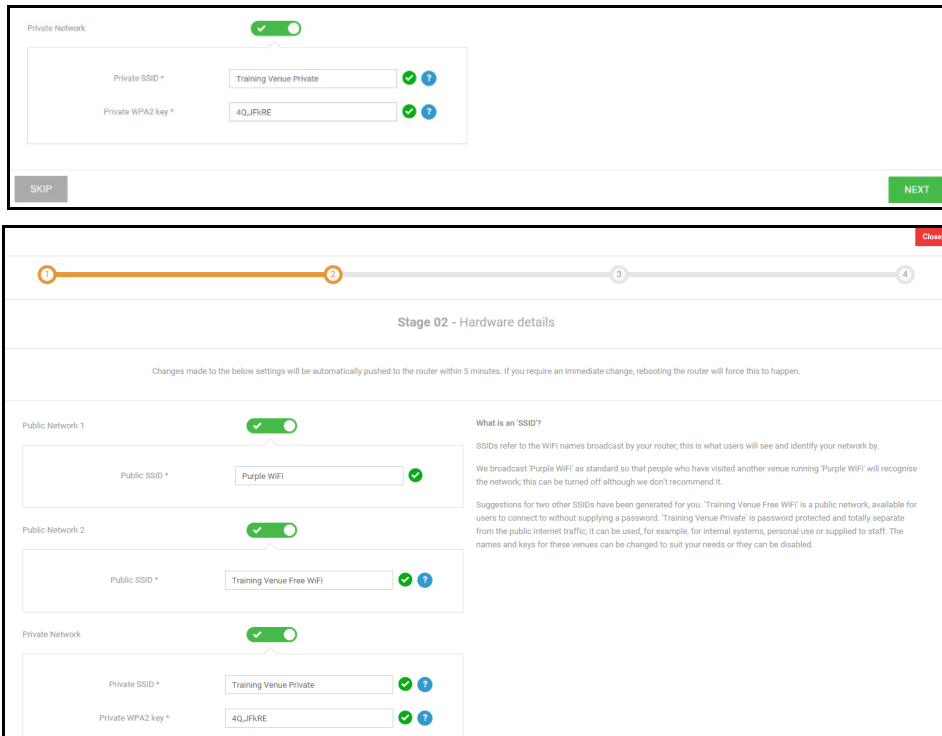 Private Network
Private SSID * Training Venue Private ?
Private WPA2 key * 4Q,JFkRE ?
SKIP NEXT
Close
1 2 3 4
Stage 02 - Hardware details
Changes made to the below settings will be automatically pushed to the router within 5 minutes. If you require an immediate change, rebooting the router will force this to happen.
Public Network 1
Public SSID * Purple WiFi
Public Network 2
Public SSID * Training Venue Free WiFi ?
Private Network
Private SSID * Training Venue Private ?
Private WPA2 key * 4Q,JFkRE ?
What is an 'SSID'?
SSIDs refer to the WiFi names broadcast by your router; this is what users will see and identify your network by.
We broadcast 'Purple WiFi' as standard so that people who have visited another venue running 'Purple WiFi' will recognise
the network; this can be turned off although we don't recommend it.
Suggestions for two other SSIDs have been generated for you. 'Training Venue Free WiFi' is a public network, available for
users to connect to without supplying a password. 'Training Venue Private' is password protected and totally separate
from the public internet traffic; it can be used, for example, for internal systems, personal use or supplied to staff. The
names and keys for these venues can be changed to suit your needs or they can be disabled.